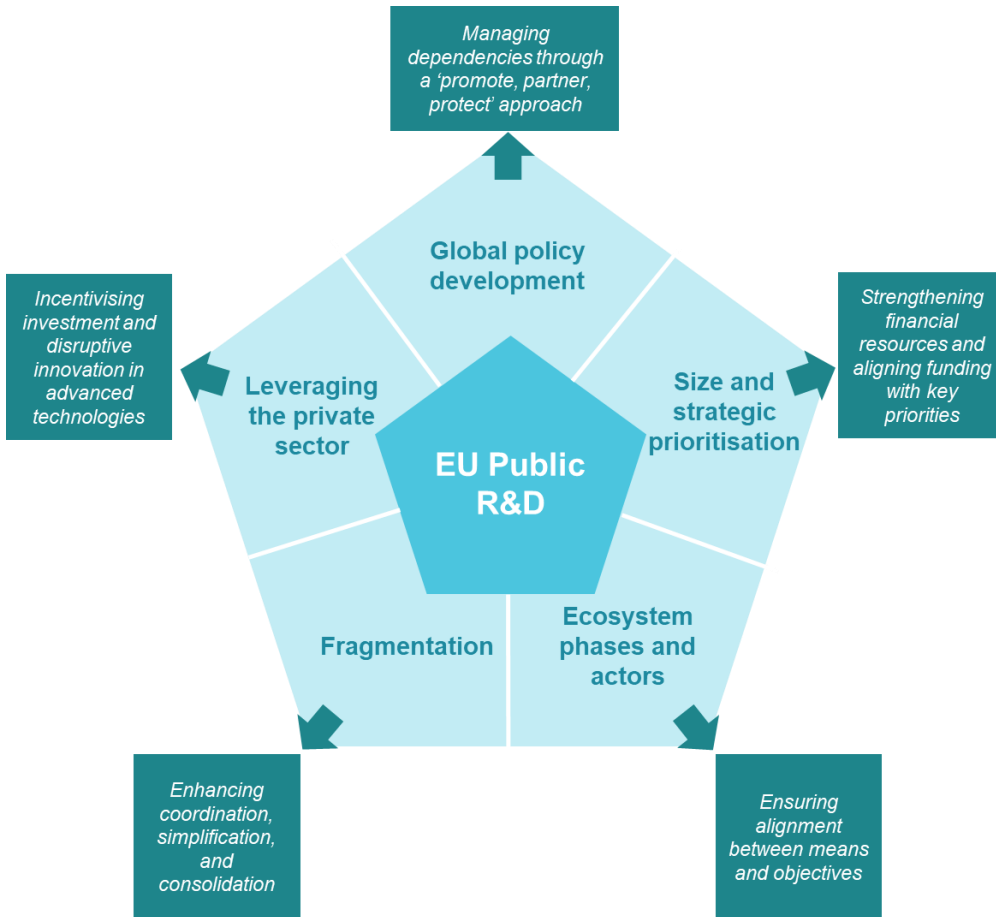 Managing
dependencies through
a ‘promote, partner,
protect’ approach
Global policy
development
Incentivising
investment and
disruptive
innovation in
advanced
technologies
Leveraging
the private
sector
Size and
strategic
prioritisation
Strengthening
financial
resources and
aligning funding
with key
priorities
EU Public
R&D
Fragmentation
Ecosystem
phases and
actors
Enhancing
coordination,
simplification,
and
consolidation
Ensuring
alignment
between means
and objectives